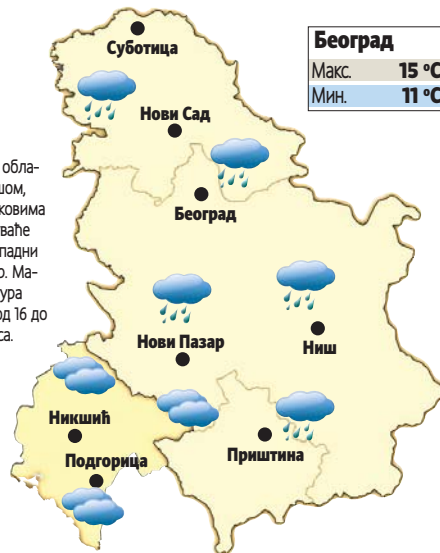 Суботица
Београд
Макс. 15 °C
Мин. 11 °C
Нови Сад
обла-
шом,
ковима
ваће
падни
р. Ма-
ура
од 16 до
са.
Београд
Нови Пазар
Ниш
Никшић
Подгорица
Приштина